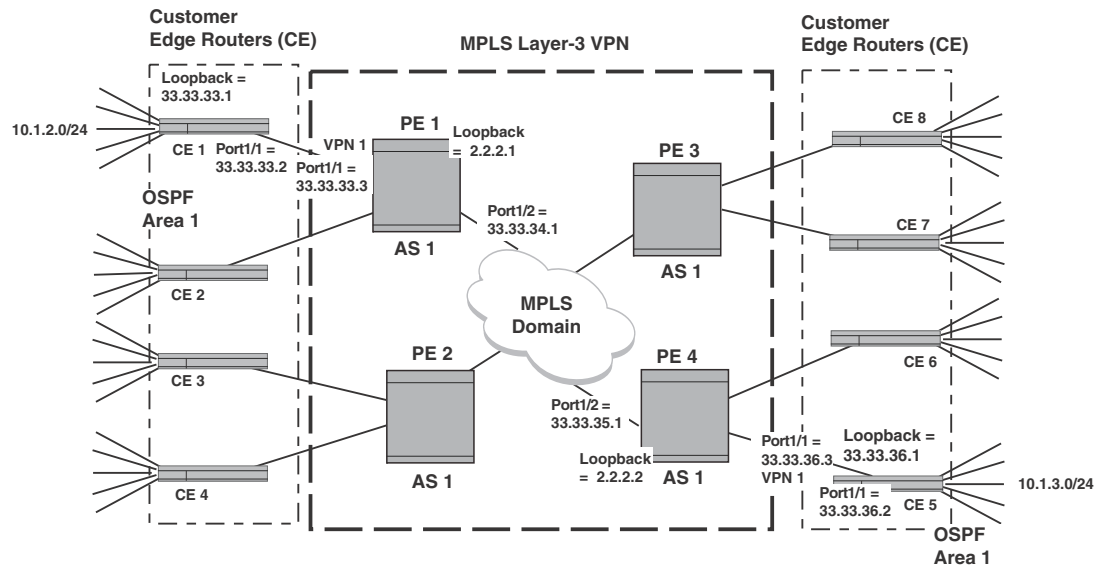 Customer
Edge Routers (CE)
MPLS Layer-3 VPN
Customer
Edge Routers (CE)
Loopback =
33.33.33.1
10.1.2.0/24
CE 1
Port1/1 =
33.33.33.2
VPN 1
Port1/1 =
33.33.33.3
PE 1
Loopback
= 2.2.2.1
AS 1
Port1/2 =
33.33.34.1
OSPF
Area 1
CE 2
CE 3
CE 4
PE 2
AS 1
MPLS
Domain
PE 3
AS 1
PE 4
AS 1
Port1/2 =
33.33.35.1
Loopback
= 2.2.2.2
Port1/1 =
33.33.36.3
VPN 1
CE 8
CE 7
CE 6
Loopback =
33.33.36.1
Port1/1 =
33.33.36.2
CE 5
10.1.3.0/24
OSPF
Area 1